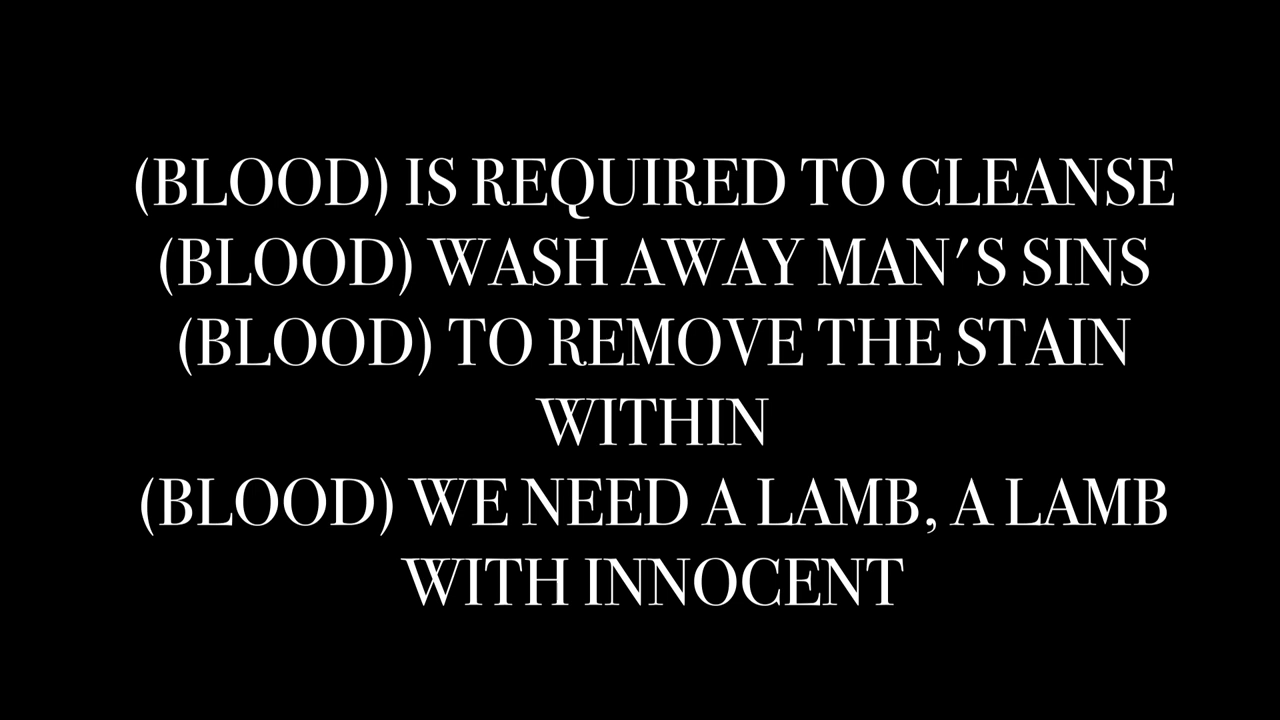 (BLOOD) IS REQUIRED TO CLEANSE
(BLOOD) WASH AWAY MAN'S SINS
(BLOOD) TO REMOVE THE STAIN
WITHIN
(BLOOD) WE NEED A LAMB, A LAMB
WITH INNOCENT